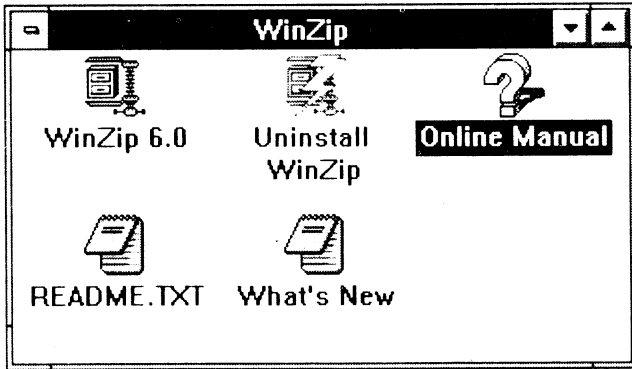 WinZip
WinZip 6.0
Uninstall
WinZip
Online Manual
README.TXT
What's New